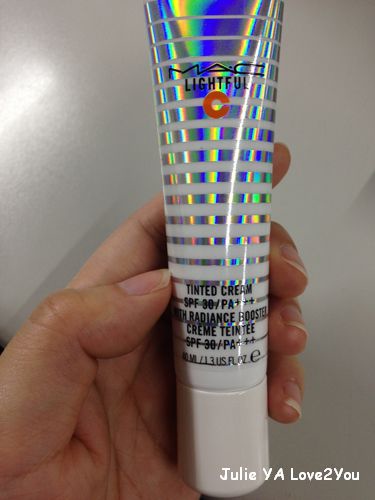 MAC
LIGHTFUL
C
TINTED CREAM
SPF 30/PA+++
WITH RADIANCE BOOSTER
CRÈME TEINTÉE
SPF 30/PA+++
40 ML / 1.3 US FL OZ e
Julie YA Love2You